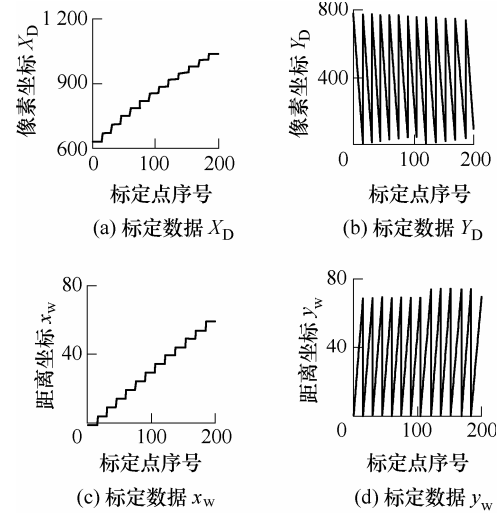 1 200
900
600
像素坐标 X_D
0 100 200
标定点序号
(a) 标定数据 X_D
800
400
像素坐标 Y_D
0 100 200
标定点序号
(b) 标定数据 Y_D
80
40
距离坐标 x_w
0 100 200
标定点序号
(c) 标定数据 x_w
80
40
距离坐标 y_w
0 100 200
标定点序号
(d) 标定数据 y_w